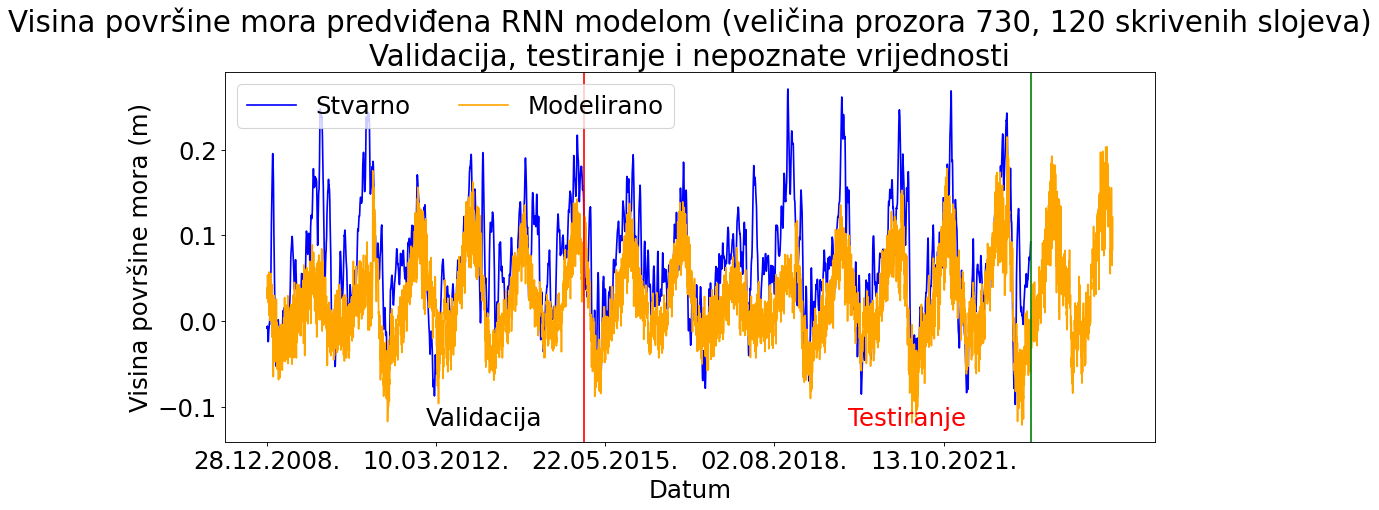 Visina površine mora predviđena RNN modelom (veličina prozora 730, 120 skrivenih slojeva)
Validacija, testiranje i nepoznate vrijednosti
Stvarno Modelirano
Visina površine mora (m)
0.2
0.1
0.0
−0.1
Validacija Testiranje
28.12.2008. 10.03.2012. 22.05.2015. 02.08.2018. 13.10.2021.
Datum